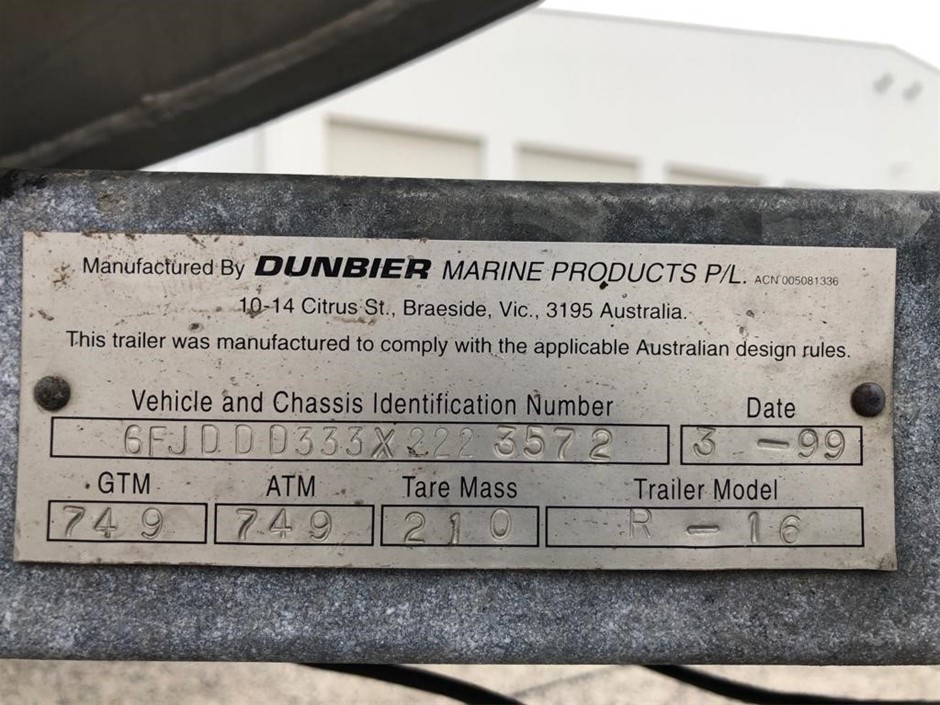 Manufactured By DUNBIER MARINE PRODUCTS P/L. ACN 005081336
10-14 Citrus St., Braeside, Vic., 3195 Australia.
This trailer was manufactured to comply with the applicable Australian design rules.
Vehicle and Chassis Identification Number Date
6FJDDD333X222 3572 3 - 99
GTM ATM Tare Mass Trailer Model
749 749 210 R - 16